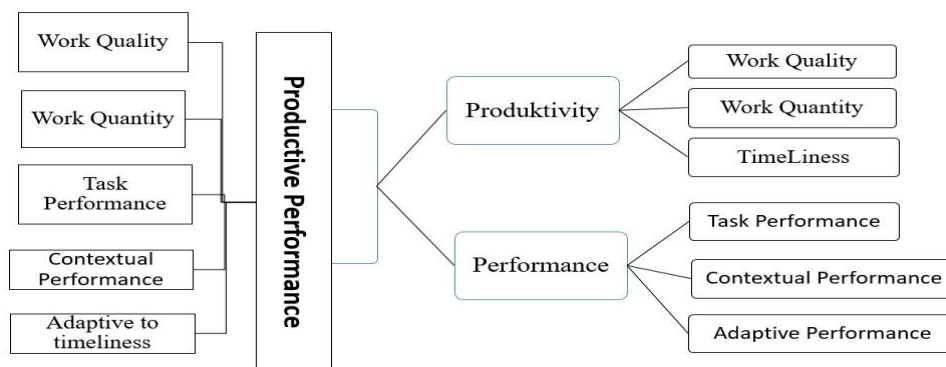 Work Quality
Work Quantity
Task
Performance
Contextual
Performance
Adaptive to
timeliness
Productive Performance
Produktivity
Performance
Work Quality
Work Quantity
TimeLiness
Task Performance
Contextual Performance
Adaptive Performance